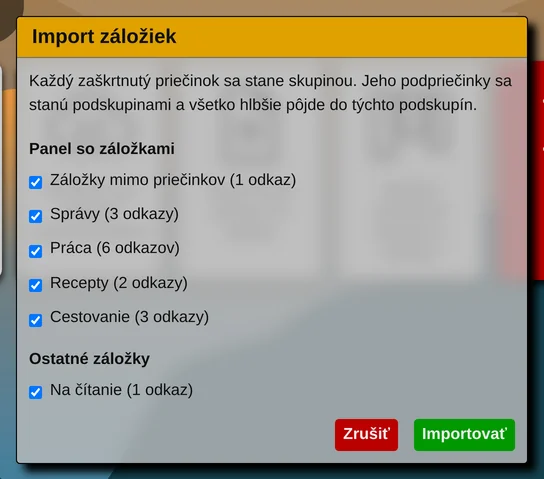 Import záložiek
Každý zaškrtnutý priečinok sa stane skupinou. Jeho podpriečinky sa
stanú podskupinami a všetko hlbšie pôjde do týchto podskupín.
Panel so záložkami
Záložky mimo priečinkov (1 odkaz)
Správy (3 odkazy)
Práca (6 odkazov)
Recepty (2 odkazy)
Cestovanie (3 odkazy)
Ostatné záložky
Na čítanie (1 odkaz)
Zrušiť
Importovať